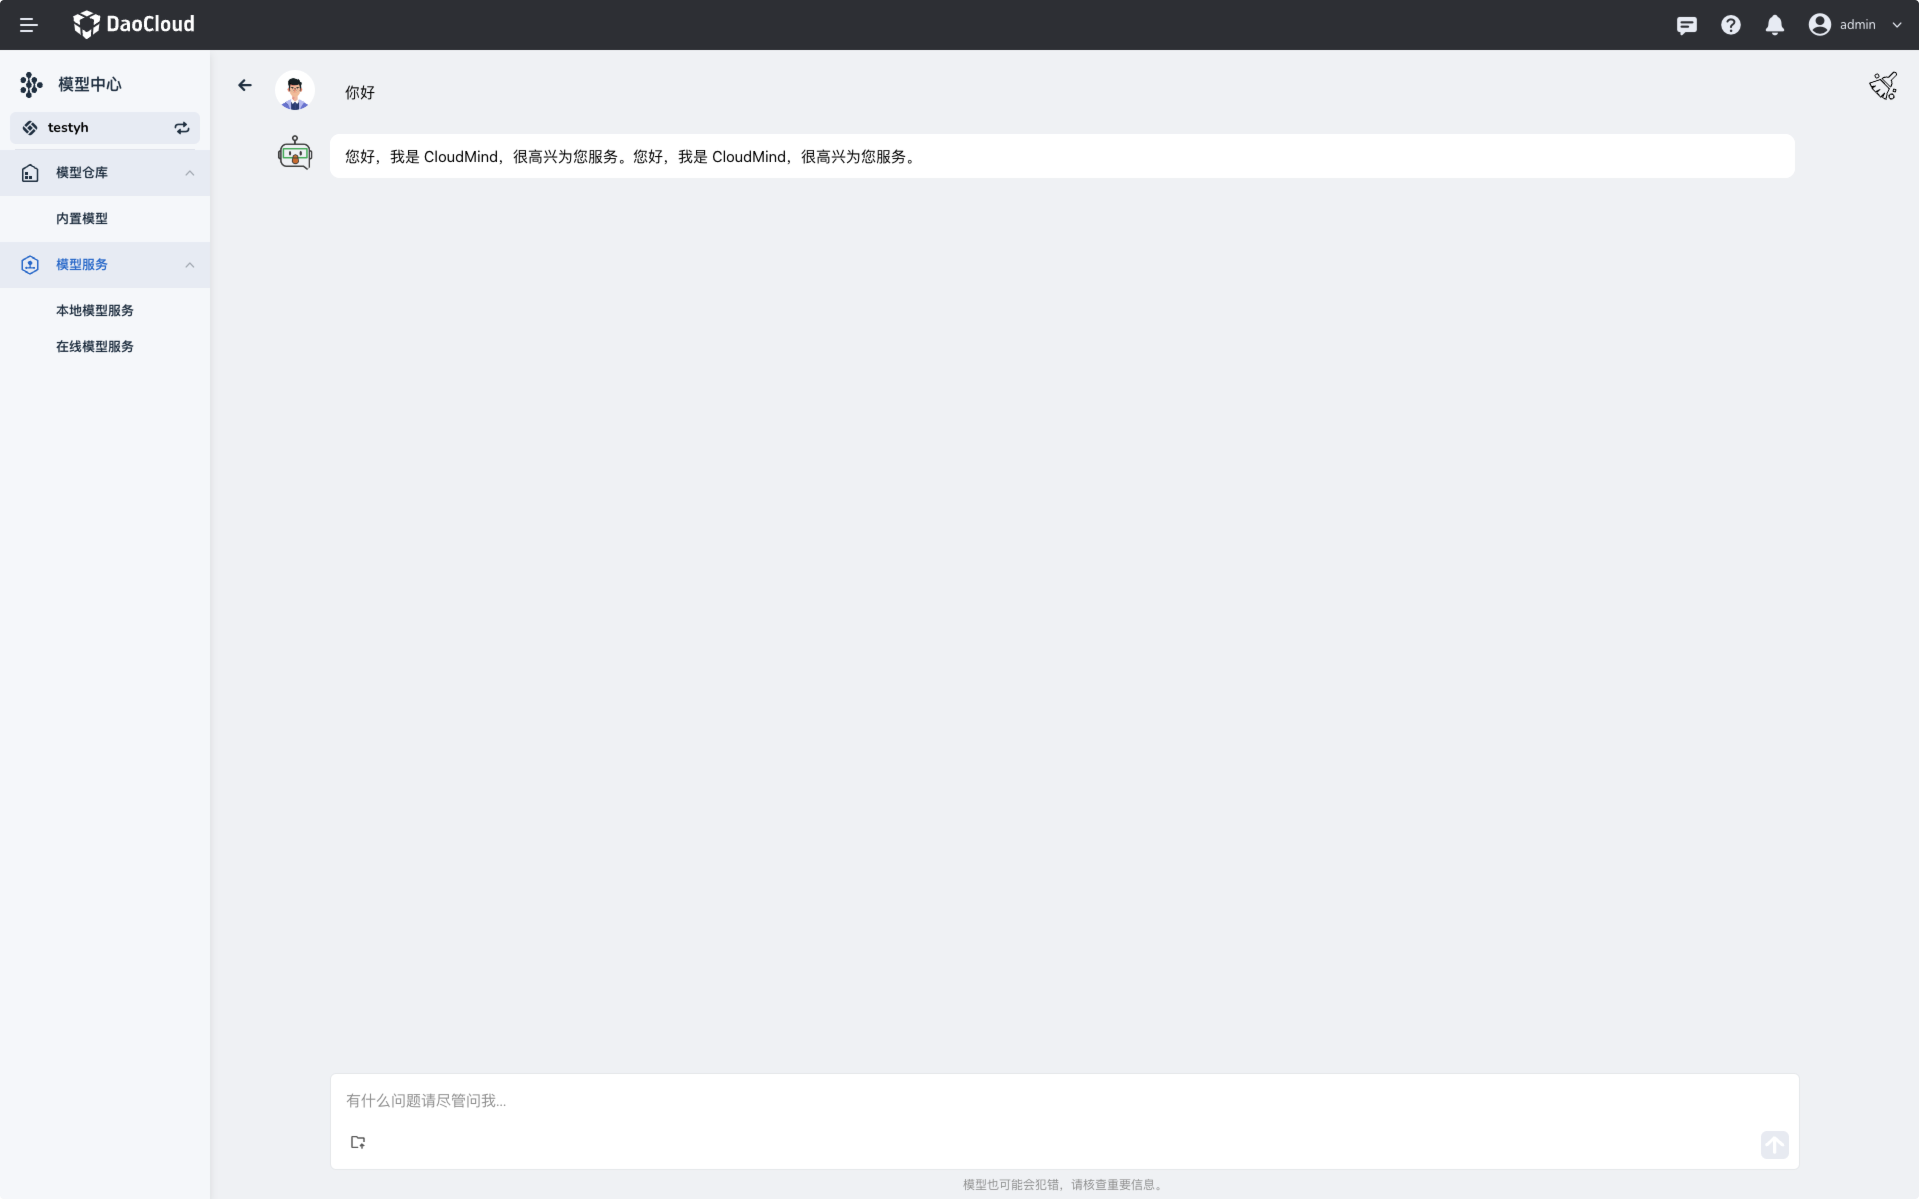 DaoCloud
admin
模型中心
testyh
模型仓库
内置模型
模型服务
本地模型服务
在线模型服务
你好
您好，我是 CloudMind，很高兴为您服务。您好，我是 CloudMind，很高兴为您服务。
有什么问题请尽管问我...
模型也可能会犯错，请核查重要信息。